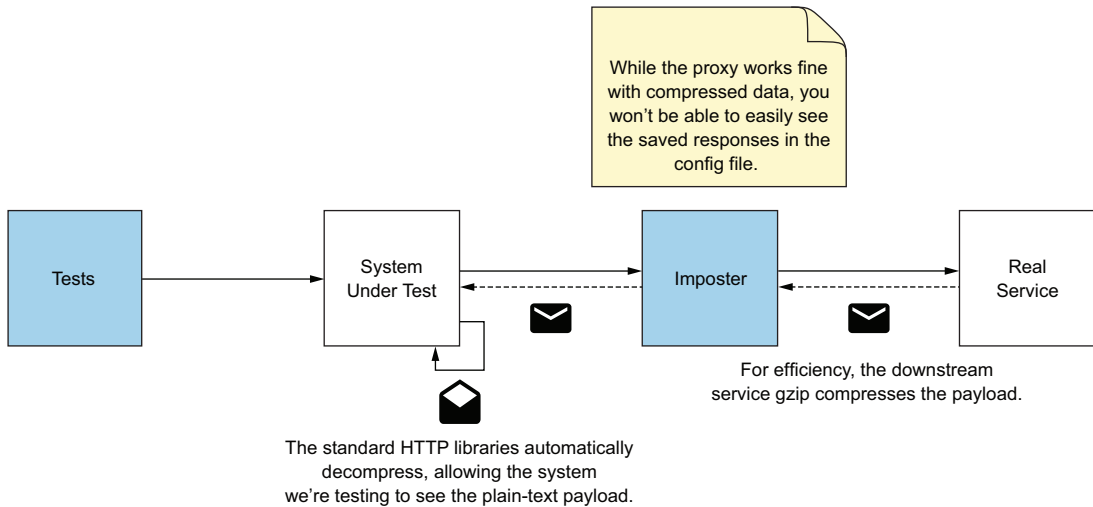 While the proxy works fine
with compressed data, you
won't be able to easily see
the saved responses in the
config file.
Tests
System
Under Test
Imposter
Real
Service
For efficiency, the downstream
service gzip compresses the payload.
The standard HTTP libraries automatically
decompress, allowing the system
we're testing to see the plain-text payload.